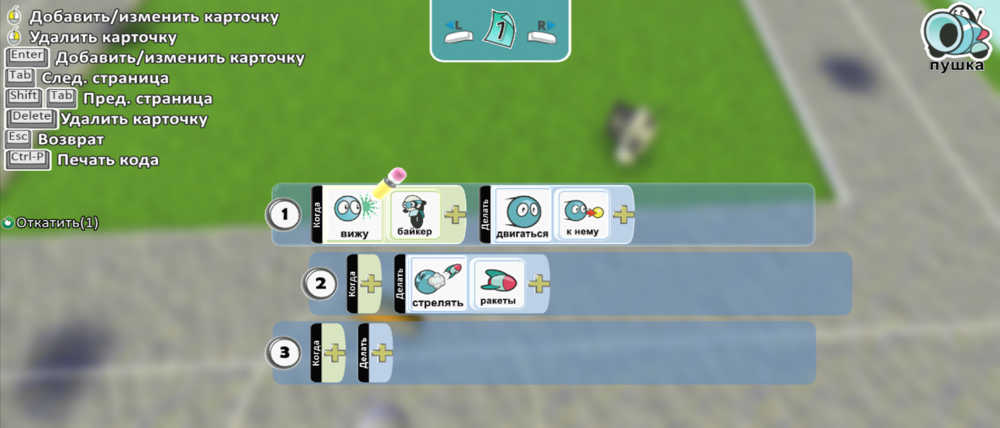 Добавить/изменить карточку
Удалить карточку
Enter Добавить/изменить карточку
Tab След. страница
Shift Tab Пред. страница
Delete Удалить карточку
Esc Возврат
Ctrl-P Печать кода
L 1 R
пушка
Откатить(1)
1 Когда вижу байкер Делать двигаться к нему
2 Когда Делать стрелять ракеты
3 Когда Делать